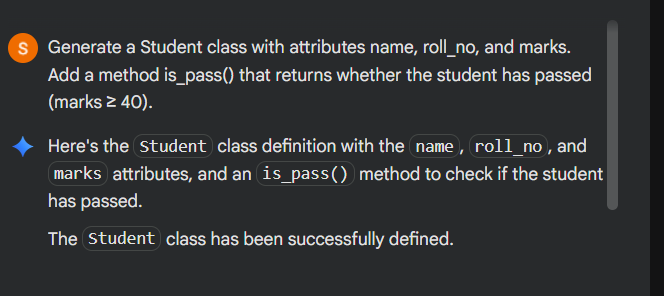 S
Generate a Student class with attributes name, roll_no, and marks.
Add a method is_pass() that returns whether the student has passed
(marks ≥ 40).
Here's the Student class definition with the name, roll_no, and
marks attributes, and an is_pass() method to check if the student
has passed.
The Student class has been successfully defined.